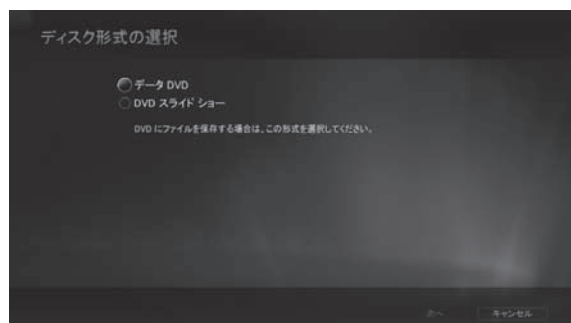 ディスク形式の選択
データ DVD
DVD スライド ショー
DVD にファイルを保存する場合は、この形式を選択してください。
次へ
キャンセル